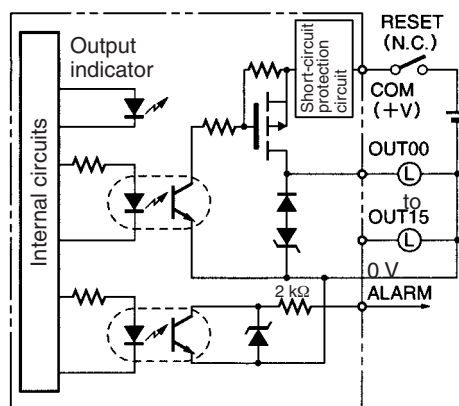 RESET
(N.C.)
Output
indicator
Short-circuit
protection
circuit
COM
(+V)
Internal circuits
OUT00
L
to
OUT15
L
0 V
2 kΩ
ALARM